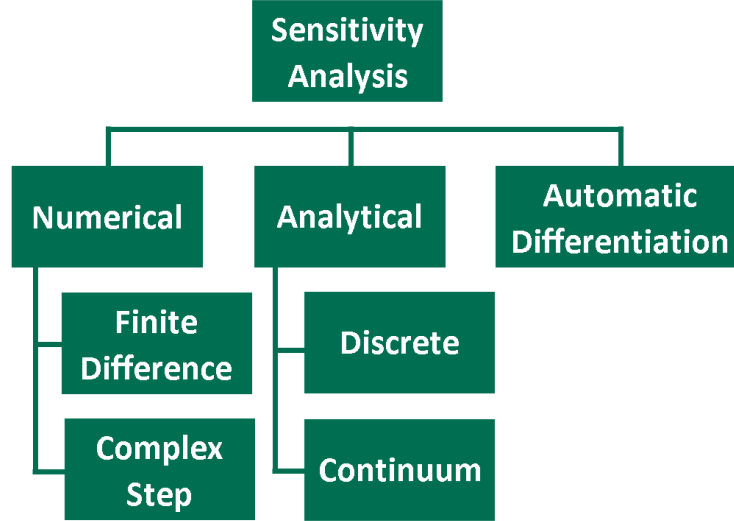 Sensitivity
Analysis
Numerical
Analytical
Automatic
Differentiation
Finite
Difference
Discrete
Complex
Step
Continuum